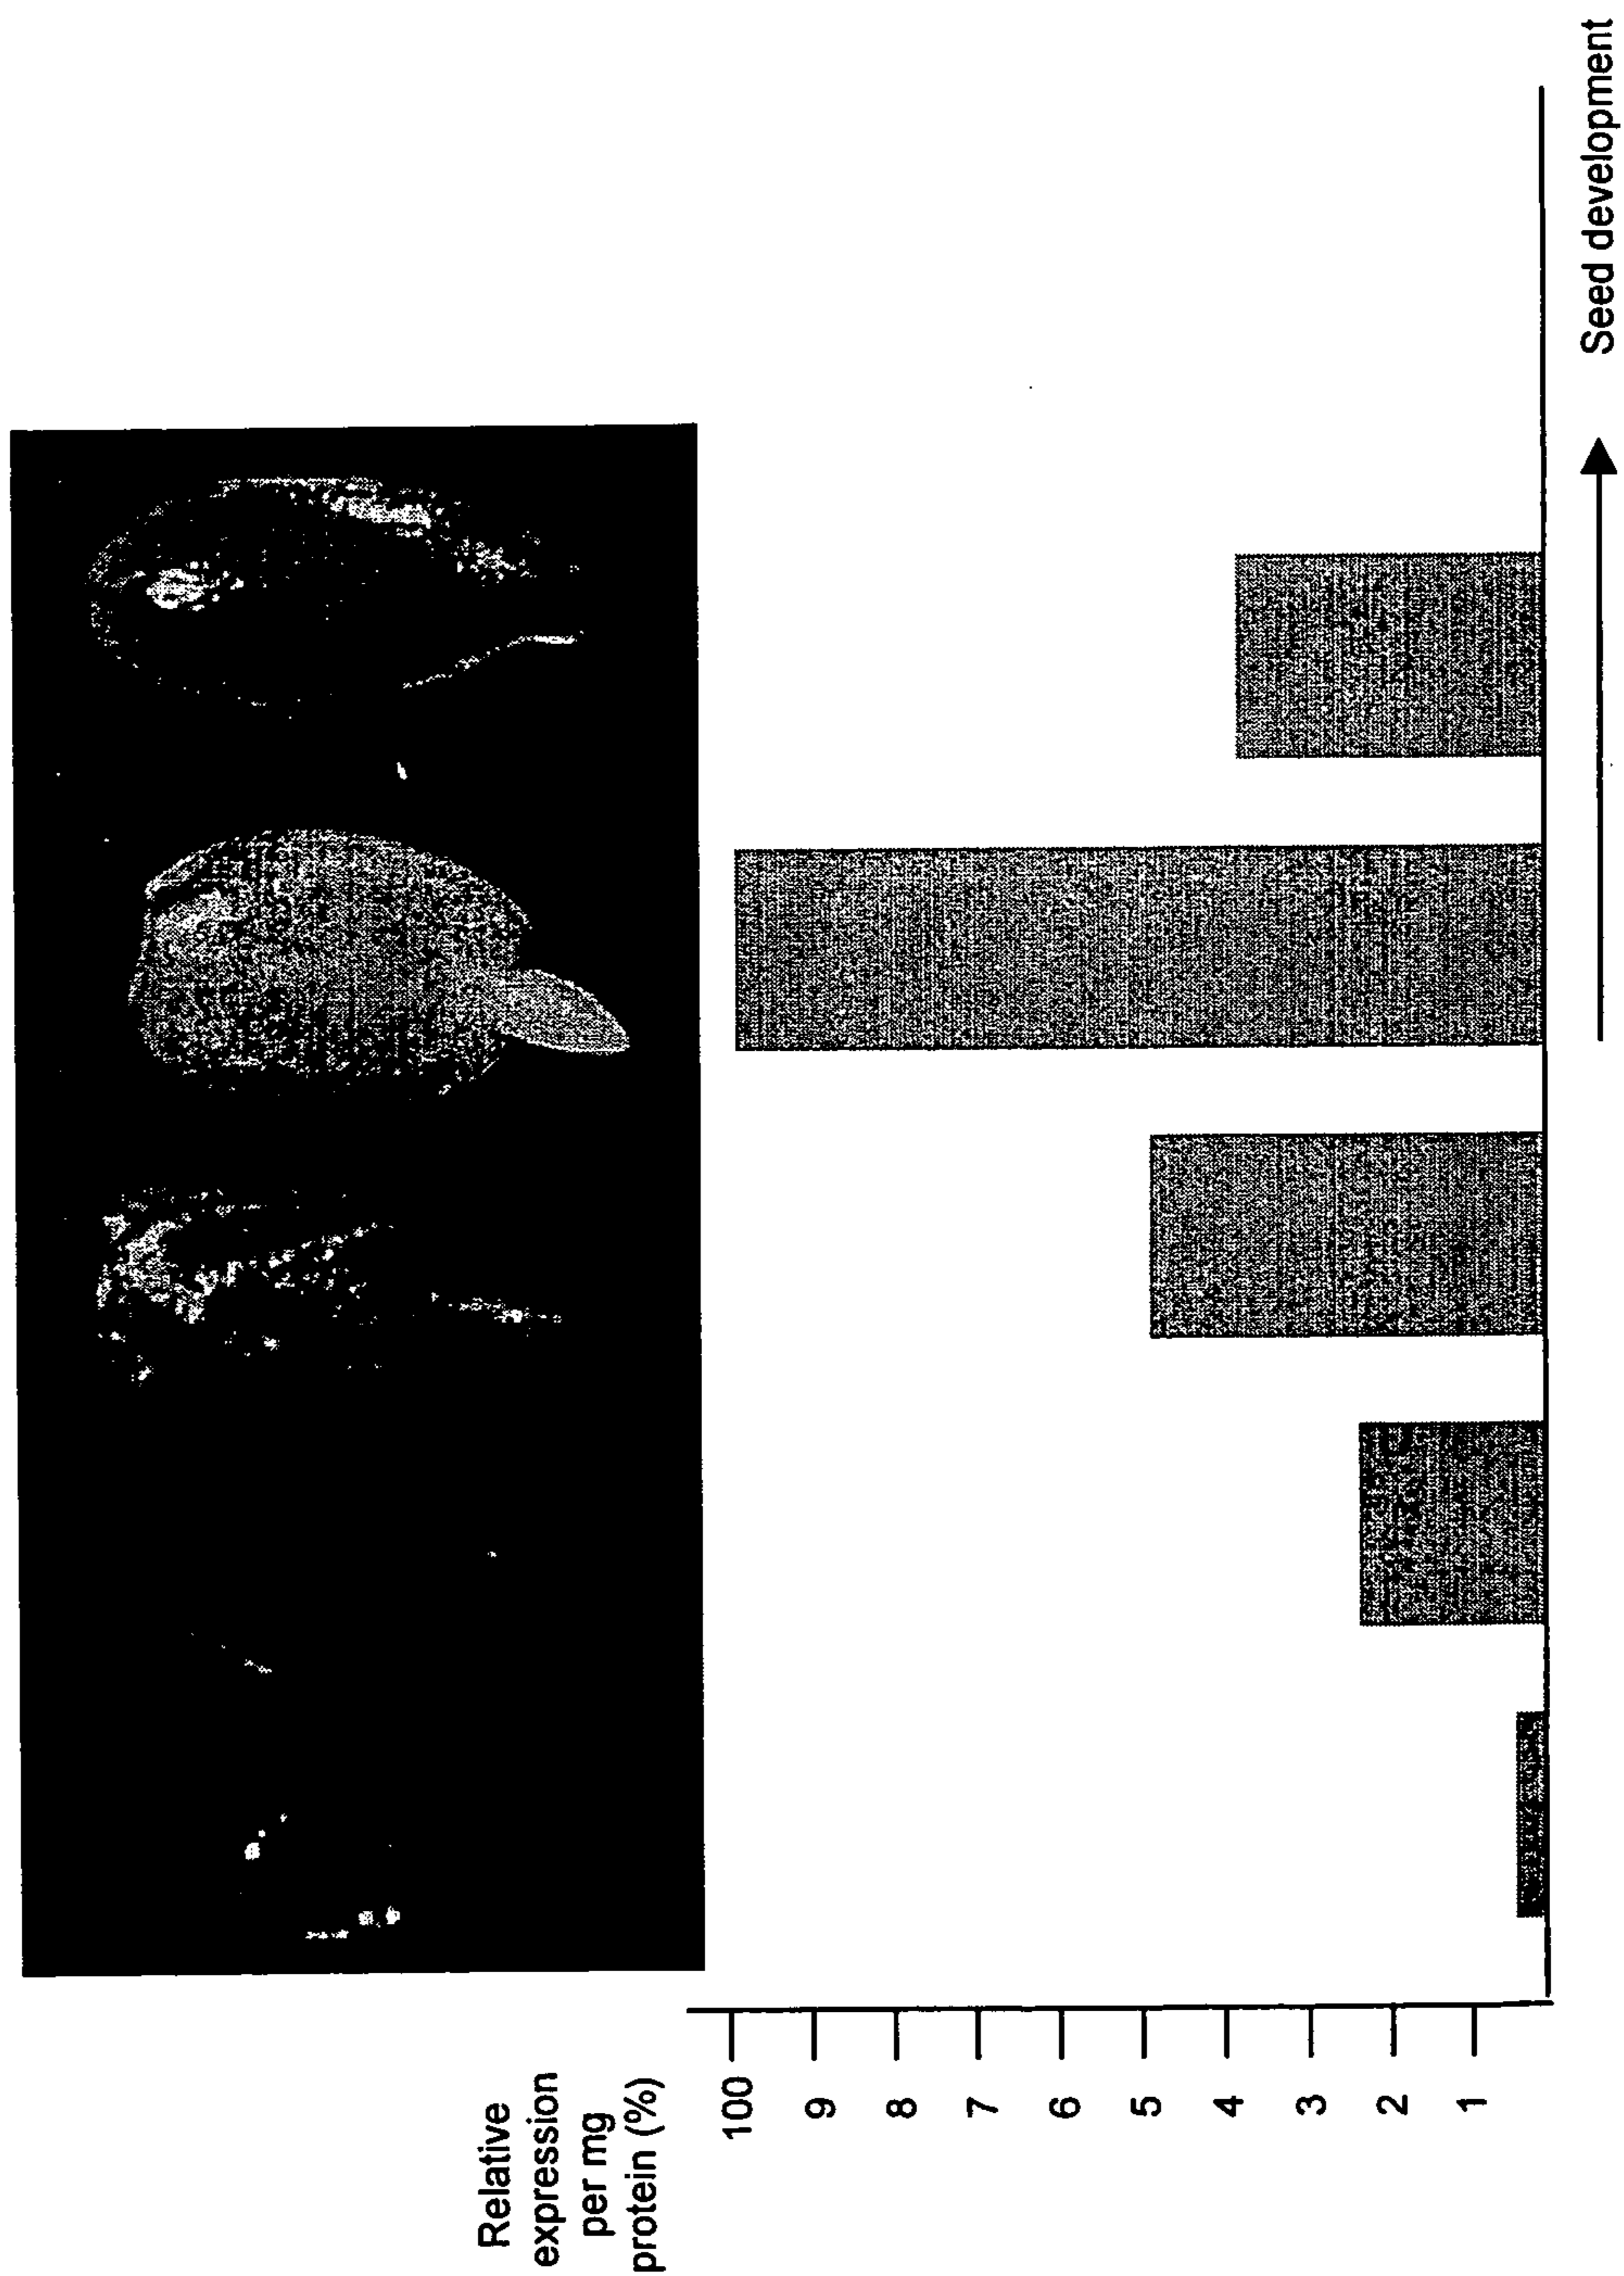 Relative
expression
per mg
protein (%)
100
9
8
7
6
5
4
3
2
1
Seed development